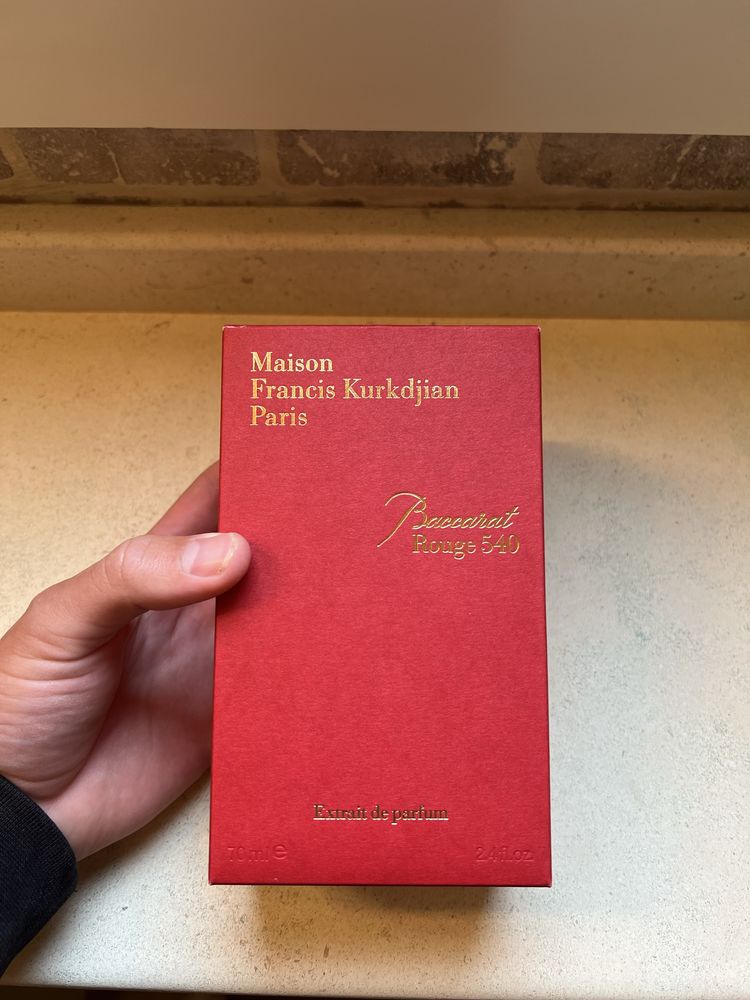 Maison
Francis Kurkdjian
Paris
Baccarat
Rouge 540
Extrait de parfum
70 ml ℮ 2.4 fl.oz